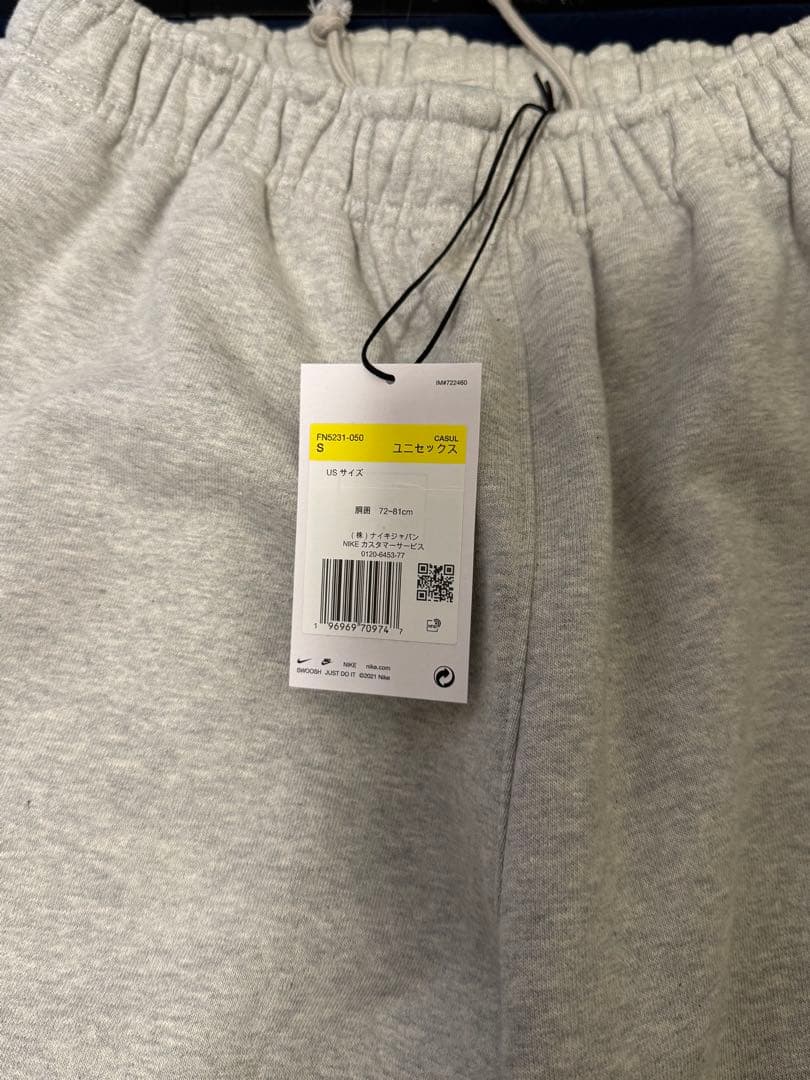 IM#722460
FN5231-050 CASUL
S ユニセックス
US サイズ
胴囲 72~81cm
(株)ナイキジャパン
NIKE カスタマーサービス
0120-6453-77
1 96969 70974 7
NIKE nike.com
SWOOSH JUST DO IT ©2021 Nike